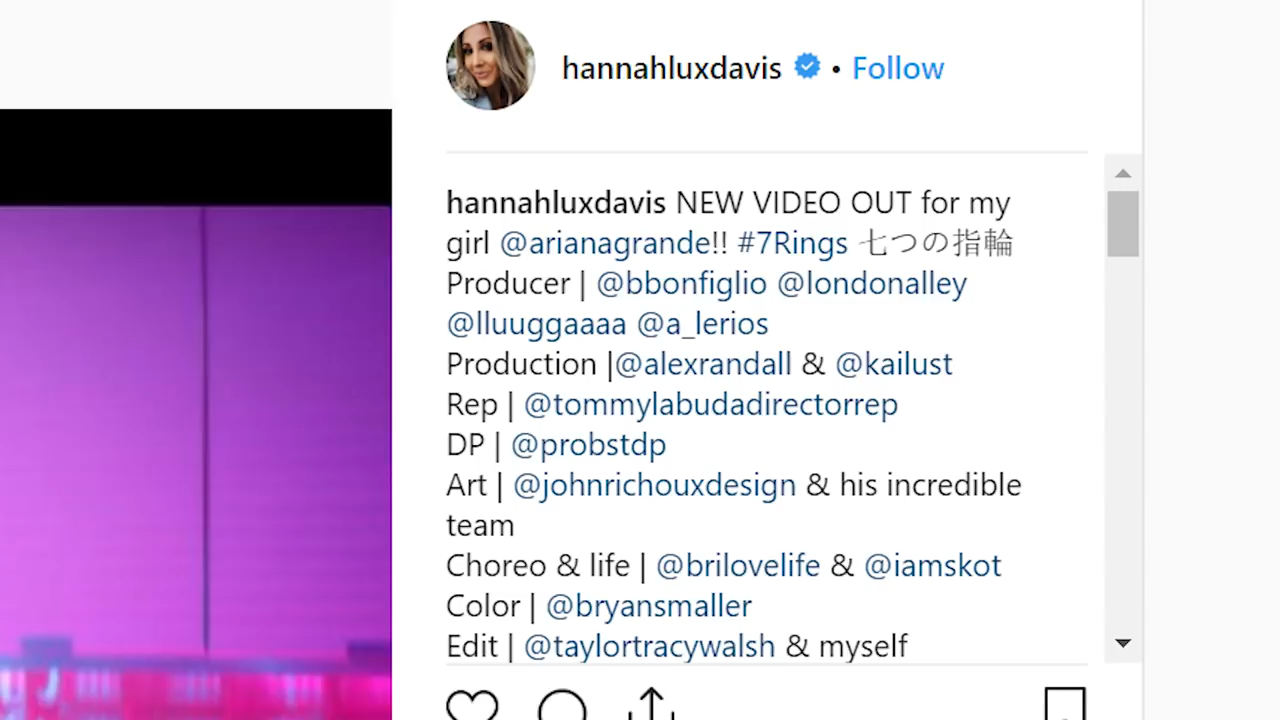 hannahluxdavis • Follow
hannahluxdavis NEW VIDEO OUT for my
girl @arianagrande!! #7Rings 七つの指輪
Producer | @bbonfiglio @londonalley
@lluuggaaaa @a_lerios
Production |@alexrandall & @kailust
Rep | @tommylabudadirectorrep
DP | @probstdp
Art | @johnrichouxdesign & his incredible
team
Choreo & life | @brilovelife & @iamskot
Color | @bryansmaller
Edit | @taylortracywalsh & myself